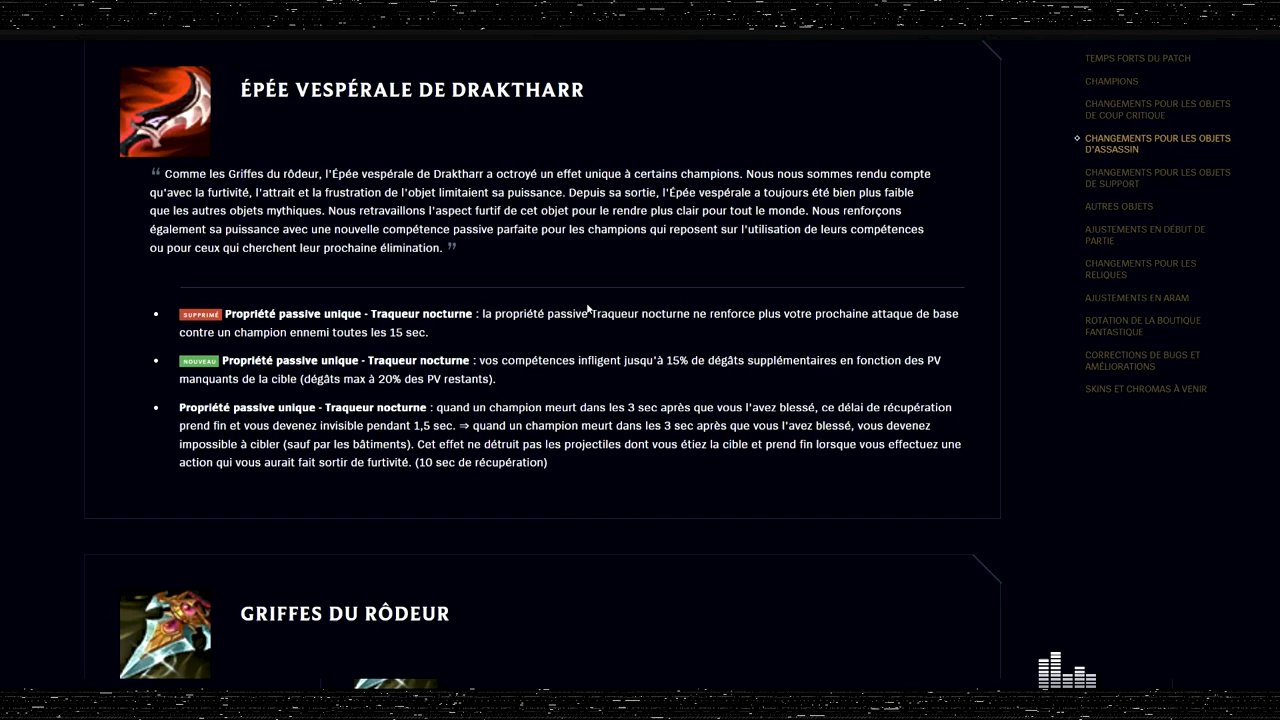 ÉPÉE VESPÉRALE DE DRAKTHARR
“ Comme les Griffes du rôdeur, l'Épée vespérale de Draktharr a octroyé un effet unique à certains champions. Nous nous sommes rendu compte
qu'avec la furtivité, l'attrait et la frustration de l'objet limitaient sa puissance. Depuis sa sortie, l'Épée vespérale a toujours été bien plus faible
que les autres objets mythiques. Nous retravaillons l'aspect furtif de cet objet pour le rendre plus clair pour tout le monde. Nous renforçons
également sa puissance avec une nouvelle compétence passive parfaite pour les champions qui reposent sur l'utilisation de leurs compétences
ou pour ceux qui cherchent leur prochaine élimination. ”
• SUPPRIMÉ Propriété passive unique - Traqueur nocturne : la propriété passive Traqueur nocturne ne renforce plus votre prochaine attaque de base
contre un champion ennemi toutes les 15 sec.
• NOUVEAU Propriété passive unique - Traqueur nocturne : vos compétences infligent jusqu'à 15% de dégâts supplémentaires en fonction des PV
manquants de la cible (dégâts max à 20% des PV restants).
• Propriété passive unique - Traqueur nocturne : quand un champion meurt dans les 3 sec après que vous l'avez blessé, ce délai de récupération
prend fin et vous devenez invisible pendant 1,5 sec. ⇒ quand un champion meurt dans les 3 sec après que vous l'avez blessé, vous devenez
impossible à cibler (sauf par les bâtiments). Cet effet ne détruit pas les projectiles dont vous étiez la cible et prend fin lorsque vous effectuez une
action qui vous aurait fait sortir de furtivité. (10 sec de récupération)
GRIFFES DU RÔDEUR
TEMPS FORTS DU PATCH
CHAMPIONS
CHANGEMENTS POUR LES OBJETS
DE COUP CRITIQUE
CHANGEMENTS POUR LES OBJETS
D'ASSASSIN
CHANGEMENTS POUR LES OBJETS
DE SUPPORT
AUTRES OBJETS
AJUSTEMENTS EN DÉBUT DE
PARTIE
CHANGEMENTS POUR LES
RELIQUES
AJUSTEMENTS EN ARAM
ROTATION DE LA BOUTIQUE
FANTASTIQUE
CORRECTIONS DE BUGS ET
AMÉLIORATIONS
SKINS ET CHROMAS À VENIR